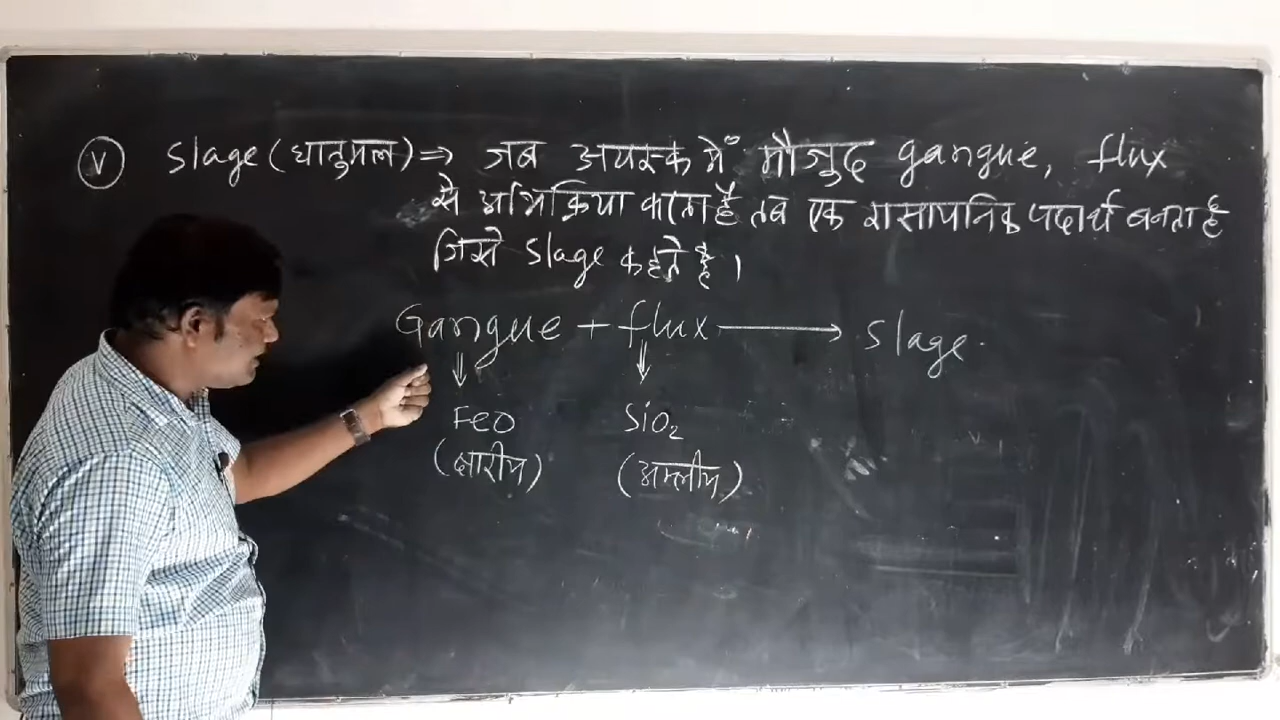 (v) Slage (धातुमल) ⇒ जब अयस्क में मौजुद gangue, flux
से अभिक्रिया करता है तब एक रासायनिक पदार्थ बनता है
जिसे Slage कहते है।
Gangue + flux ⟶ Slage.
⇓ ⇓
FeO SiO₂
(क्षारीय) (अम्लीय)